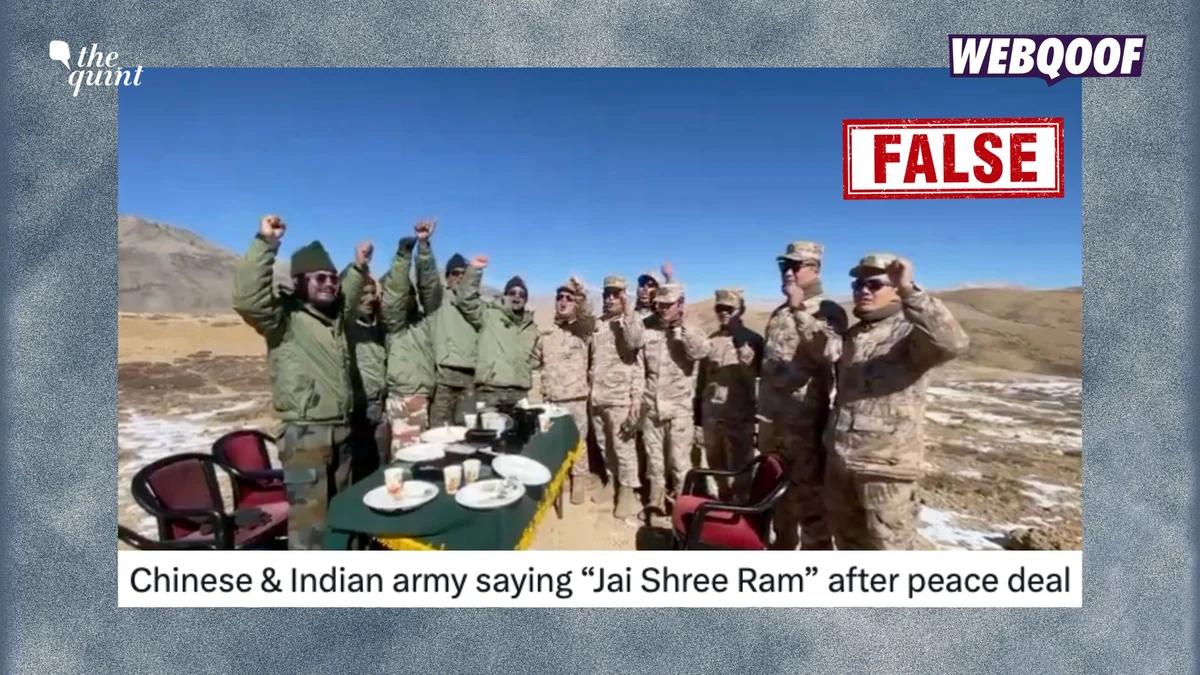 the
quint
WEBQOOF
FALSE
Chinese & Indian army saying “Jai Shree Ram” after peace deal